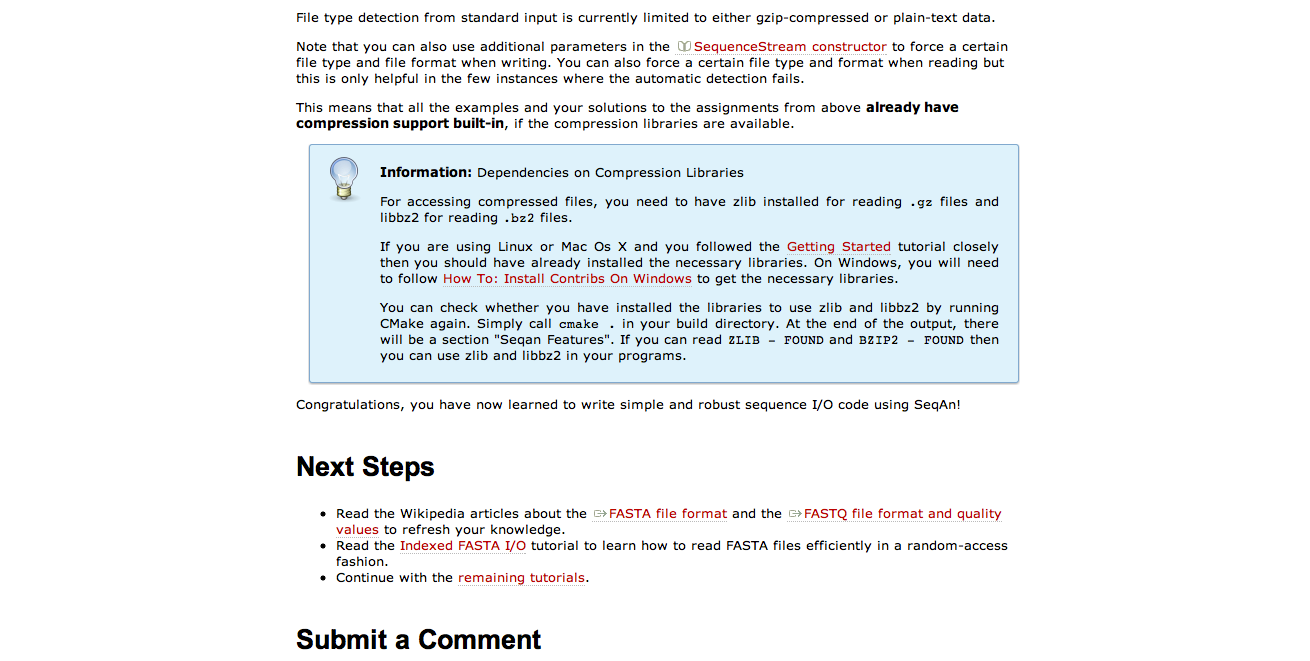 File type detection from standard input is currently limited to either gzip-compressed or plain-text data.
Note that you can also use additional parameters in the SequenceStream constructor to force a certain
file type and file format when writing. You can also force a certain file type and format when reading but
this is only helpful in the few instances where the automatic detection fails.
This means that all the examples and your solutions to the assignments from above already have
compression support built-in, if the compression libraries are available.
Information: Dependencies on Compression Libraries
For accessing compressed files, you need to have zlib installed for reading .gz files and
libbz2 for reading .bz2 files.
If you are using Linux or Mac Os X and you followed the Getting Started tutorial closely
then you should have already installed the necessary libraries. On Windows, you will need
to follow How To: Install Contribs On Windows to get the necessary libraries.
You can check whether you have installed the libraries to use zlib and libbz2 by running
CMake again. Simply call cmake . in your build directory. At the end of the output, there
will be a section "Seqan Features". If you can read ZLIB - FOUND and BZIP2 - FOUND then
you can use zlib and libbz2 in your programs.
Congratulations, you have now learned to write simple and robust sequence I/O code using SeqAn!
Next Steps
• Read the Wikipedia articles about the FASTA file format and the FASTQ file format and quality
values to refresh your knowledge.
• Read the Indexed FASTA I/O tutorial to learn how to read FASTA files efficiently in a random-access
fashion.
• Continue with the remaining tutorials.
Submit a Comment